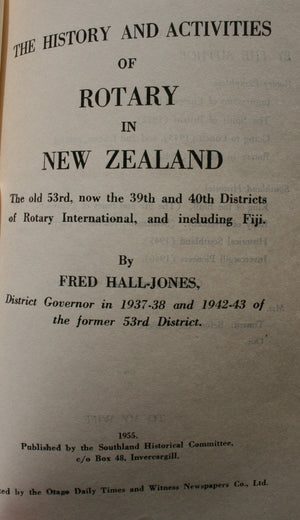 THE HISTORY AND ACTIVITIES
OF
ROTARY
IN
NEW ZEALAND
The old 53rd, now the 39th and 40th Districts
of Rotary International, and including Fiji.
By
FRED HALL-JONES,
District Governor in 1937-38 and 1942-43 of
the former 53rd District.
1955.
Published by the Southland Historical Committee,
c/o Box 48, Invercargill.
by the Otago Daily Times and Witness Newspapers Co., Ltd.